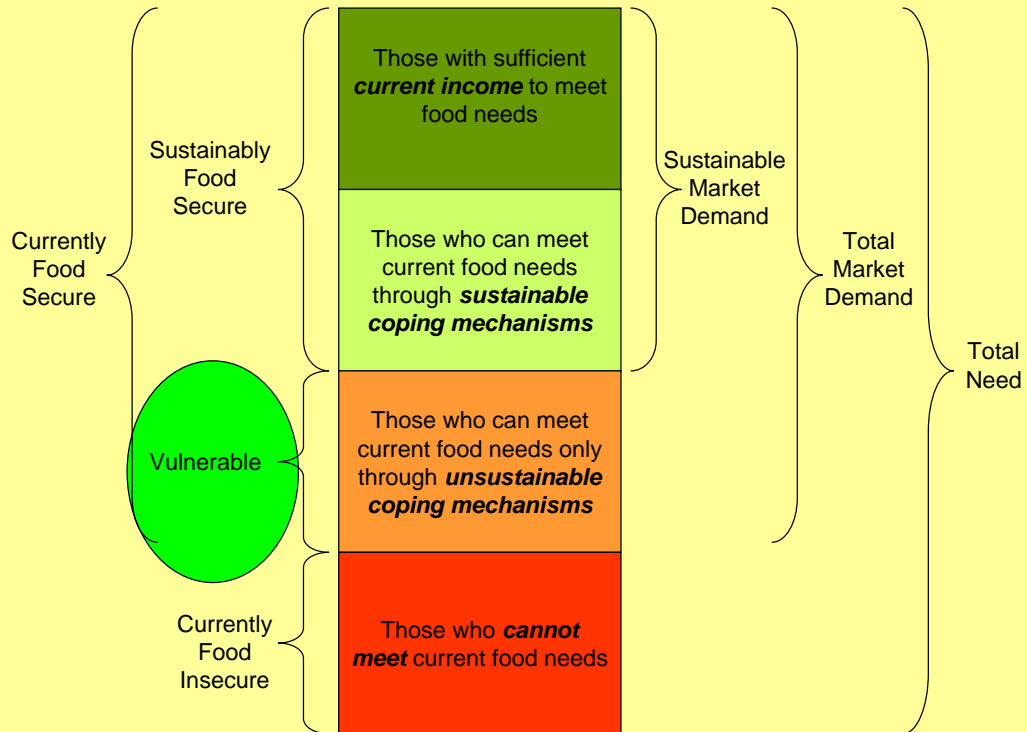 Those with sufficient
current income to meet
food needs
Sustainably
Food
Secure
Sustainable
Market
Demand
Currently
Food
Secure
Those who can meet
current food needs
through sustainable
coping mechanisms
Total
Market
Demand
Total
Need
Vulnerable
Those who can meet
current food needs only
through unsustainable
coping mechanisms
Currently
Food
Insecure
Those who cannot
meet current food needs